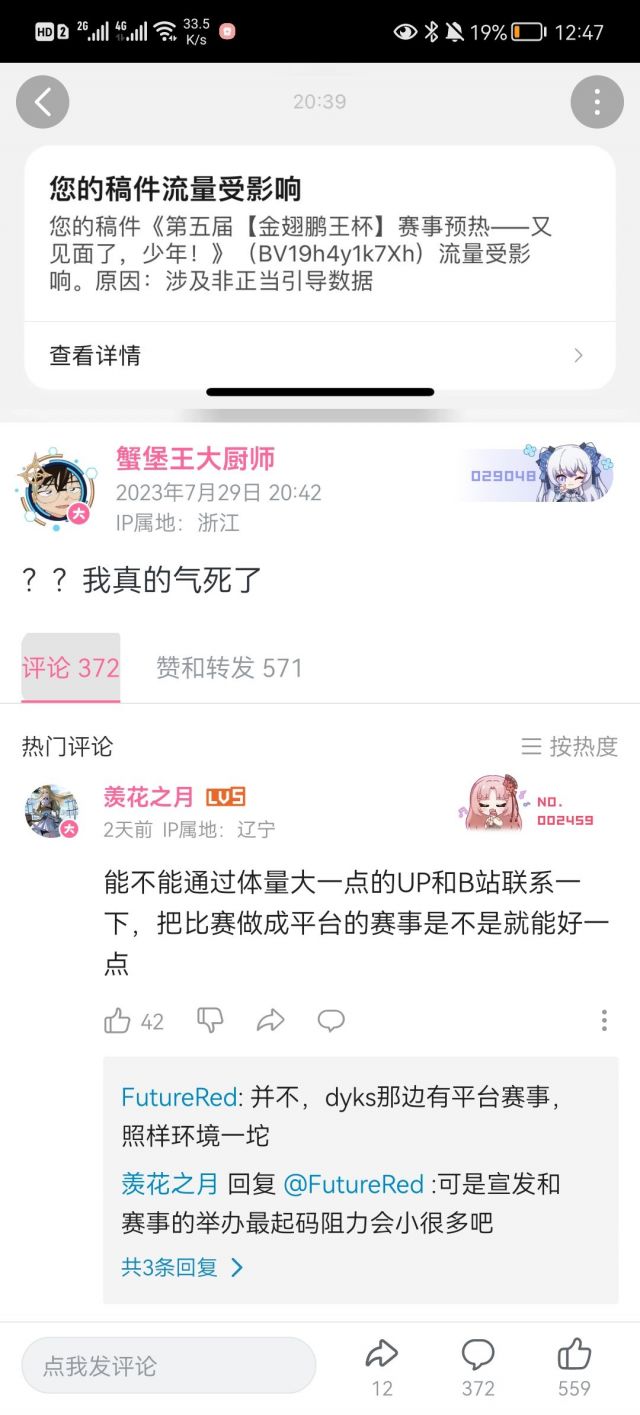 HD 2 2G 4G 33.5 K/s 19% 12:47
20:39
您的稿件流量受影响
您的稿件《第五届【金翅鹏王杯】赛事预热——又
见面了，少年！》（BV19h4y1k7Xh）流量受影
响。原因：涉及非正当引导数据
查看详情
蟹堡王大厨师
029048
2023年7月29日 20:42
大
IP属地：浙江
？？我真的气死了
评论 372 赞和转发 571
热门评论 按热度
羡花之月 LV5
NO.
002459
大
2天前 IP属地：辽宁
能不能通过体量大一点的UP和B站联系一
下，把比赛做成平台的赛事是不是就能好一
点
42
FutureRed: 并不，dyks那边有平台赛事，
照样环境一坨
羡花之月 回复 @FutureRed :可是宣发和
赛事的举办最起码阻力会小很多吧
共3条回复
点我发评论
12 372 559